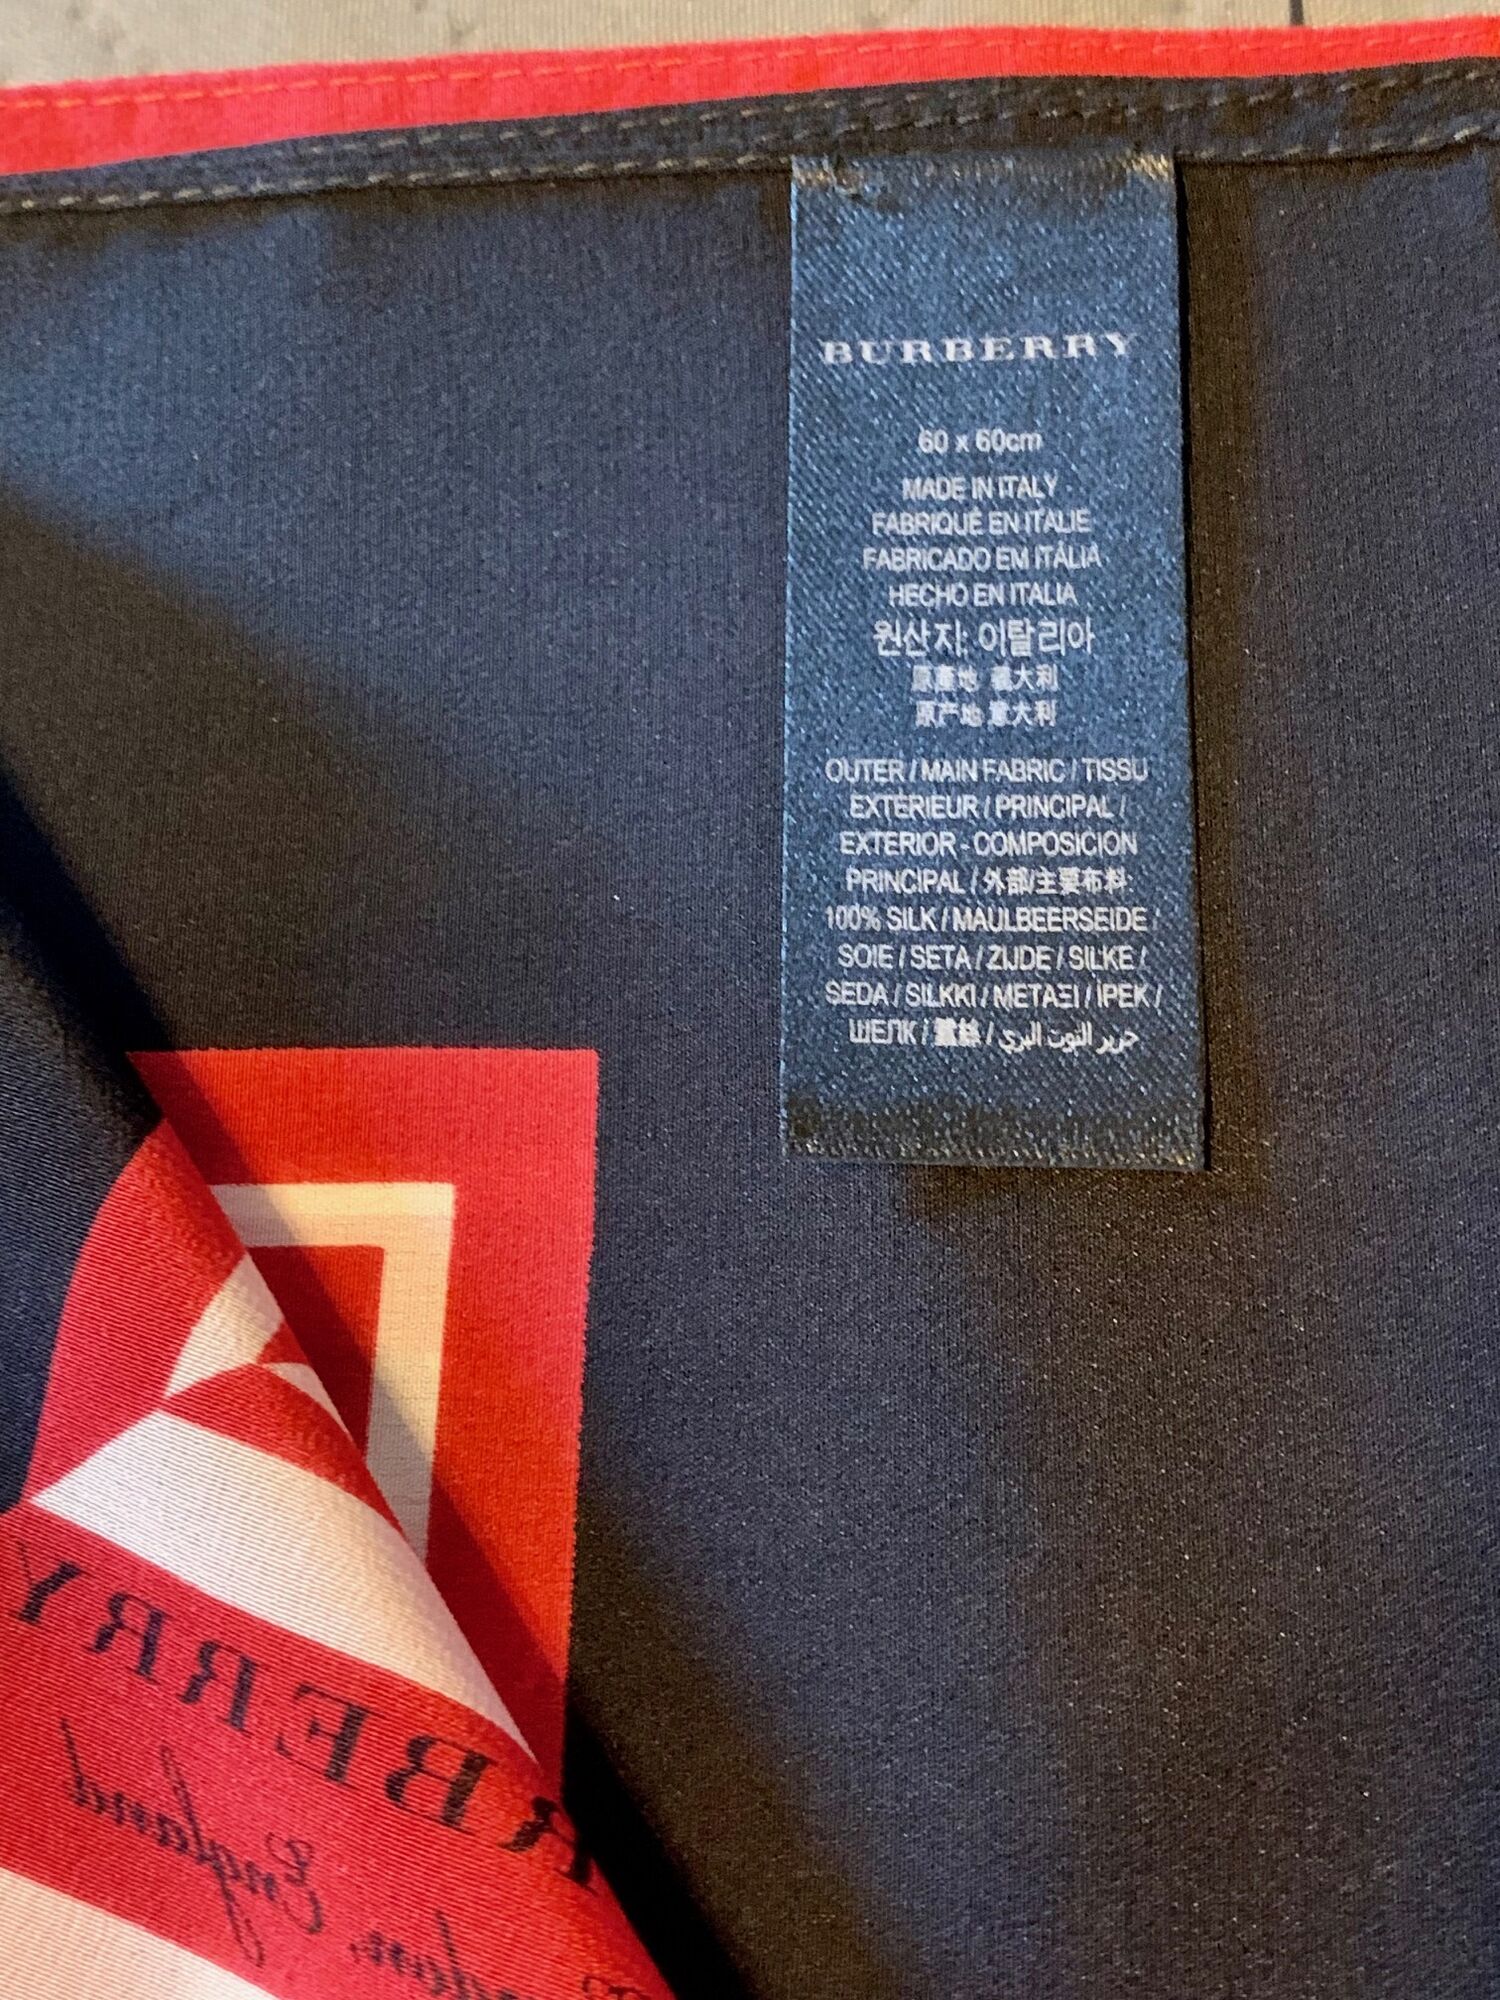 BURBERRY
60 x 60cm
MADE IN ITALY
FABRIQUÉ EN ITALIE
FABRICADO EM ITÁLIA
HECHO EN ITALIA
원산지: 이탈리아
原產地 義大利
原产地 意大利
OUTER / MAIN FABRIC / TISSU
EXTÉRIEUR / PRINCIPAL /
EXTERIOR - COMPOSICION
PRINCIPAL / 外部/主要布料
100% SILK / MAULBEERSEIDE /
SOIE / SETA / ZIJDE / SILKE /
SEDA / SILKKI / ΜΕΤΑΞΙ / İPEK /
ШЕЛК / 蠶絲 / حرير التوت البري
RBERRY
England